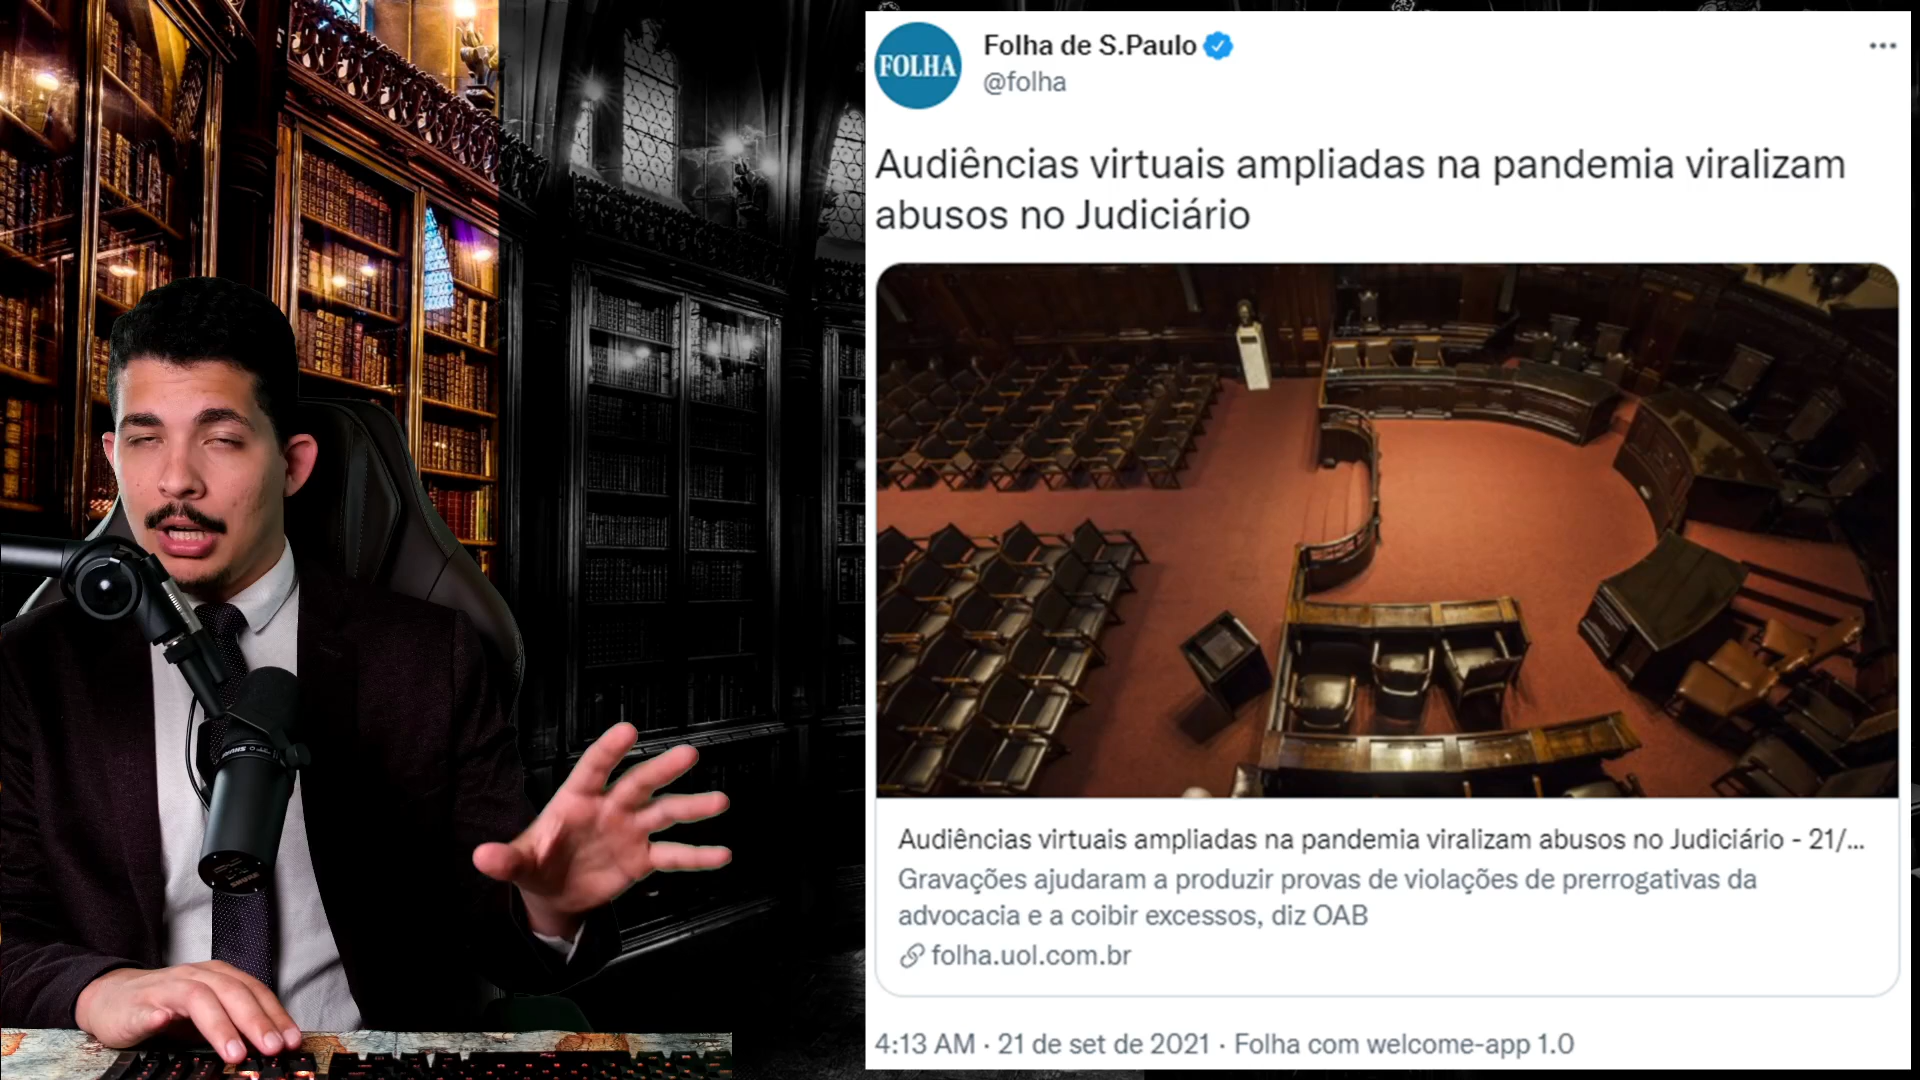 FOLHA
Folha de S.Paulo
@folha
Audiências virtuais ampliadas na pandemia viralizam
abusos no Judiciário
Audiências virtuais ampliadas na pandemia viralizam abusos no Judiciário - 21/...
Gravações ajudaram a produzir provas de violações de prerrogativas da
advocacia e a coibir excessos, diz OAB
folha.uol.com.br
4:13 AM · 21 de set de 2021 · Folha com welcome-app 1.0
SHURE
SHURE